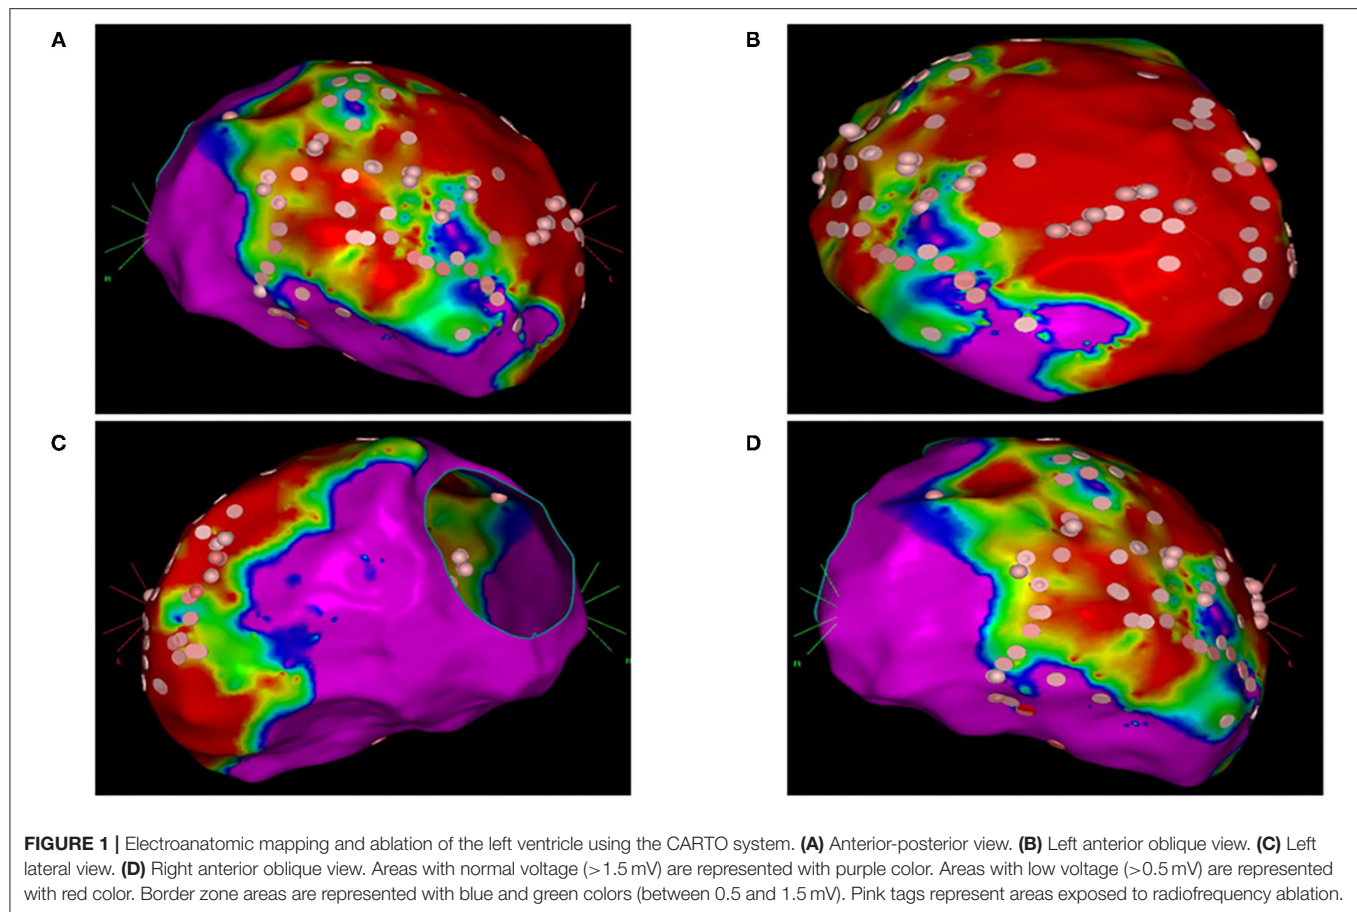 A
B
C
D
R
L
L
R
R
L
FIGURE 1 | Electroanatomic mapping and ablation of the left ventricle using the CARTO system. (A) Anterior-posterior view. (B) Left anterior oblique view. (C) Left
lateral view. (D) Right anterior oblique view. Areas with normal voltage (>1.5 mV) are represented with purple color. Areas with low voltage (>0.5 mV) are represented
with red color. Border zone areas are represented with blue and green colors (between 0.5 and 1.5 mV). Pink tags represent areas exposed to radiofrequency ablation.